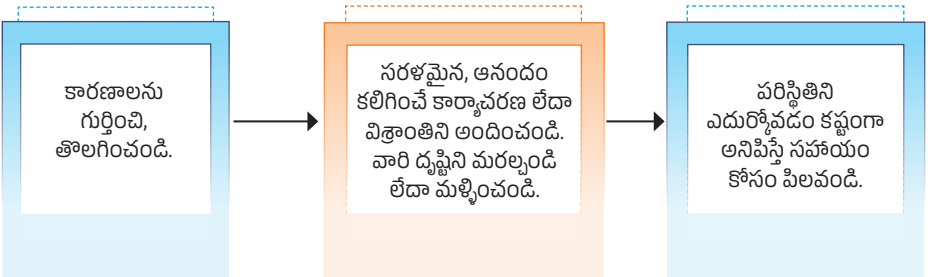 కారణాలను
గుర్తించి,
తొలగించండి.
సరళమైన, ఆనందం
కలిగించే కార్యాచరణ లేదా
విశ్రాంతిని అందించండి.
వారి దృష్టిని మరల్చండి
లేదా మళ్ళించండి.
పరిస్థితిని
ఎదుర్కోవడం కష్టంగా
అనిపిస్తే సహాయం
కోసం పిలవండి.